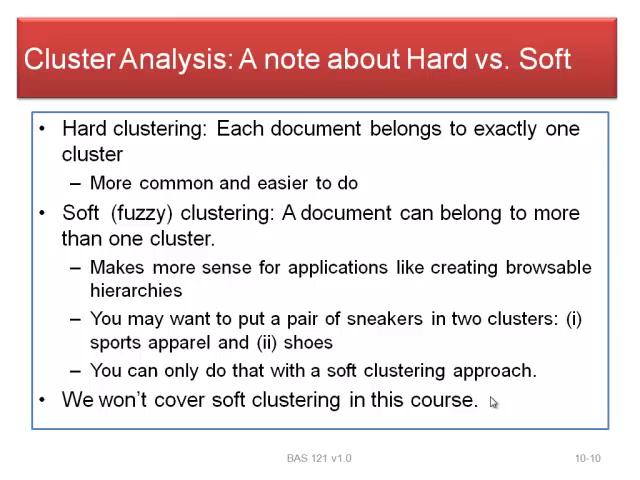 Cluster Analysis: A note about Hard vs. Soft
• Hard clustering: Each document belongs to exactly one
cluster
– More common and easier to do
• Soft (fuzzy) clustering: A document can belong to more
than one cluster.
– Makes more sense for applications like creating browsable
hierarchies
– You may want to put a pair of sneakers in two clusters: (i)
sports apparel and (ii) shoes
– You can only do that with a soft clustering approach.
• We won’t cover soft clustering in this course.
BAS 121 v1.0
10-10